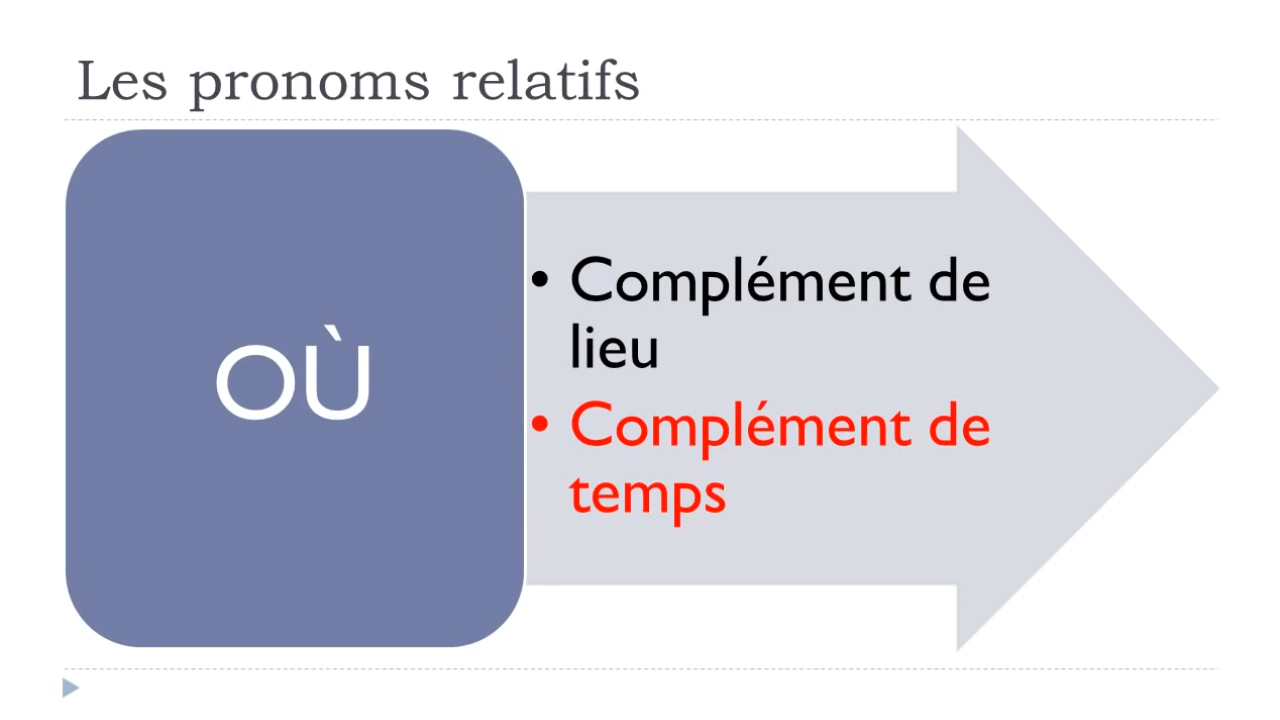 Les pronoms relatifs
OÙ
• Complément de
lieu
• Complément de
temps